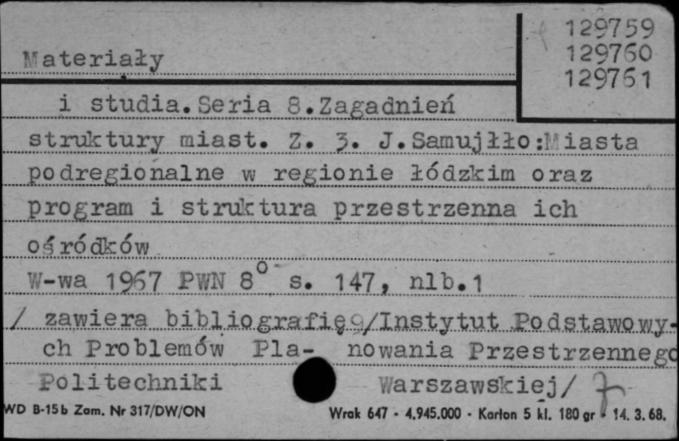 129759
129760
129761
Materiały
i studia. Seria 8. Zagadnień
struktury miast. Z. 3. J. Samujłło: Miasta
podregionalne w regionie łódzkim oraz
program i struktura przestrzenna ich
ośródków
W-wa 1967 PWN 8° s. 147, nlb. 1
/ zawiera bibliografię/Instytut Podstawowy-
ch Problemów Pla- nowania Przestrzennego
Politechniki Warszawskiej/
WD B-15b Zam. Nr 317/DW/ON Wrak 647 - 4.945.000 - Karton 5 kl. 180 gr - 14. 3. 68.